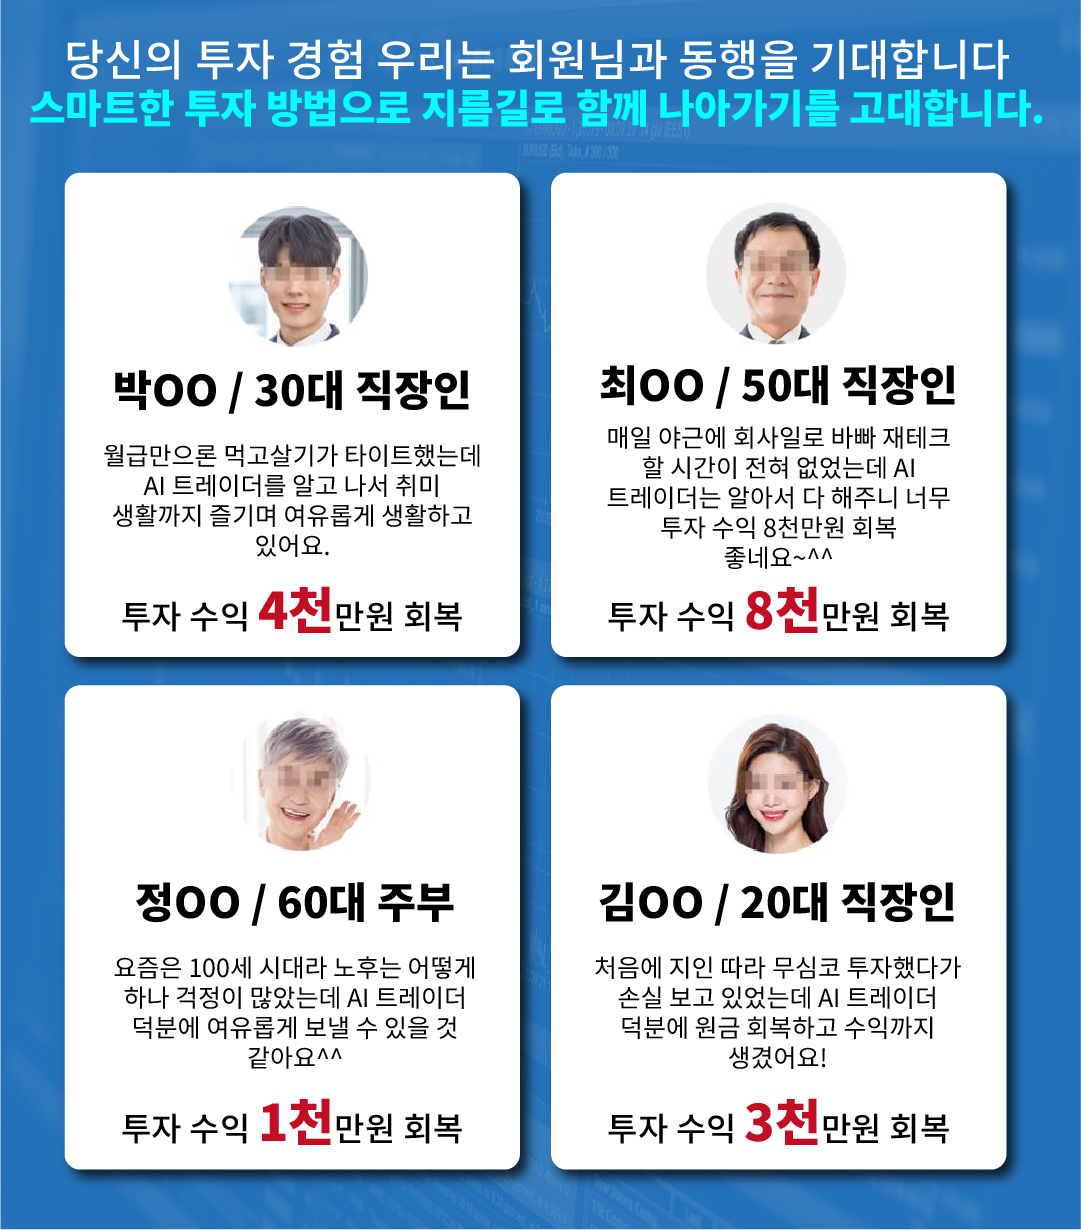 당신의 투자 경험 우리는 회원님과 동행을 기대합니다
스마트한 투자 방법으로 지름길로 함께 나아가기를 고대합니다.
박OO / 30대 직장인
월급만으론 먹고살기가 타이트했는데
AI 트레이더를 알고 나서 취미
생활까지 즐기며 여유롭게 생활하고
있어요.
투자 수익 4천만원 회복
최OO / 50대 직장인
매일 야근에 회사일로 바빠 재테크
할 시간이 전혀 없었는데 AI
트레이더는 알아서 다 해주니 너무
투자 수익 8천만원 회복
좋네요~^^
투자 수익 8천만원 회복
정OO / 60대 주부
요즘은 100세 시대라 노후는 어떻게
하나 걱정이 많았는데 AI 트레이더
덕분에 여유롭게 보낼 수 있을 것
같아요^^
투자 수익 1천만원 회복
김OO / 20대 직장인
처음에 지인 따라 무심코 투자했다가
손실 보고 있었는데 AI 트레이더
덕분에 원금 회복하고 수익까지
생겼어요!
투자 수익 3천만원 회복